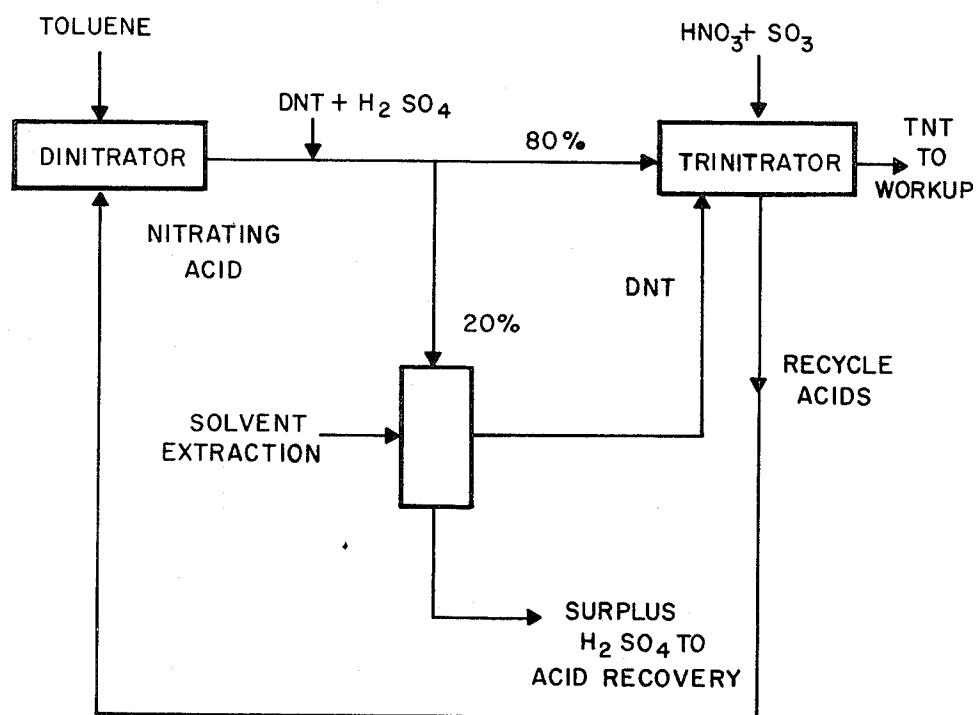 TOLUENE
HNO₃+ SO₃
DNT + H₂ SO₄
80%
TNT
TO
WORKUP
DINITRATOR
TRINITRATOR
NITRATING
ACID
DNT
20%
RECYCLE
ACIDS
SOLVENT
EXTRACTION
SURPLUS
H₂ SO₄ TO
ACID RECOVERY